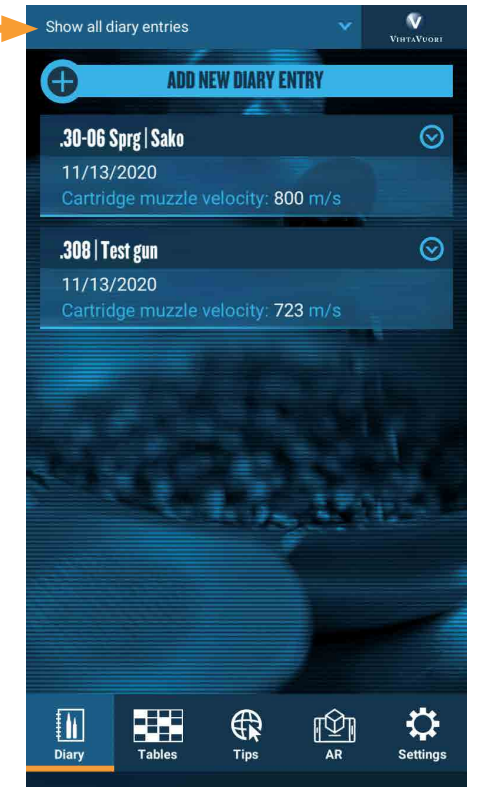 Show all diary entries
VIHTAVUORI
ADD NEW DIARY ENTRY
.30-06 Sprg | Sako
11/13/2020
Cartridge muzzle velocity: 800 m/s
.308 | Test gun
11/13/2020
Cartridge muzzle velocity: 723 m/s
Diary
Tables
Tips
AR
Settings